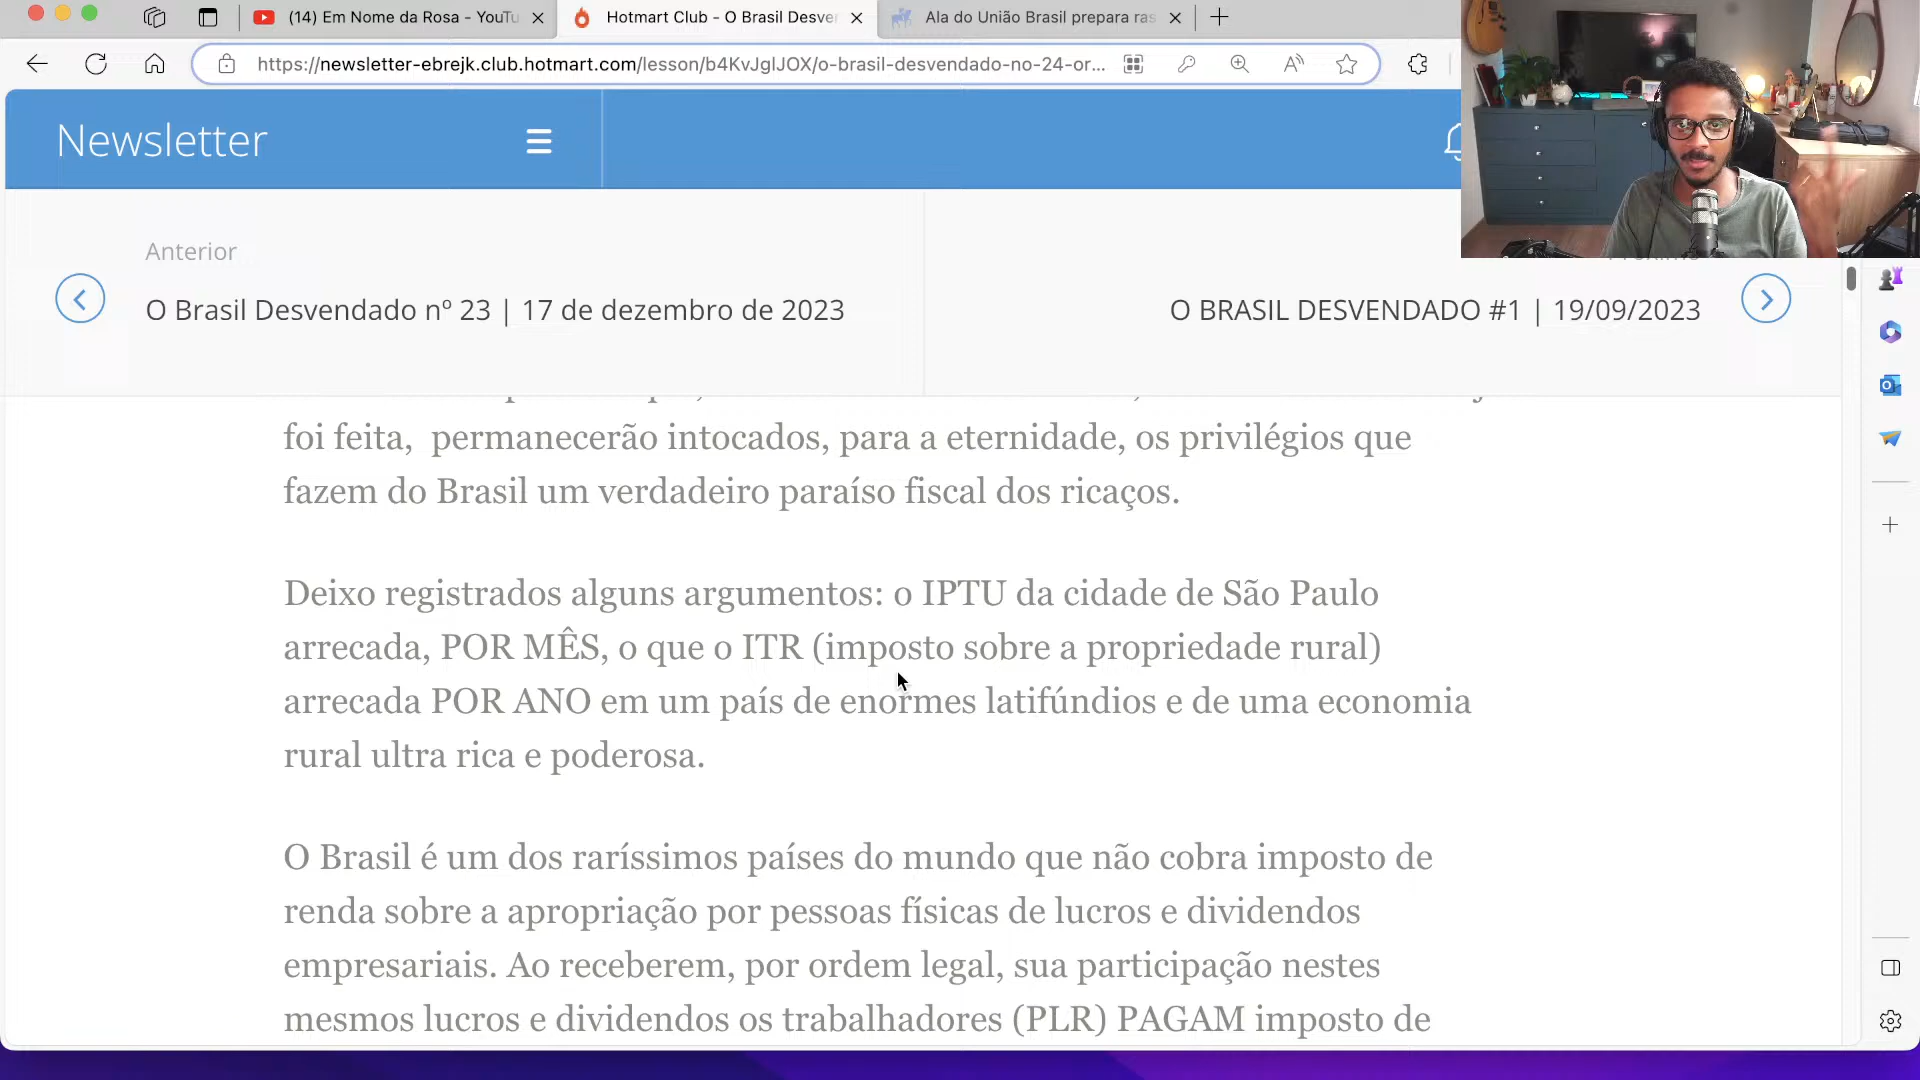 (14) Em Nome da Rosa - YouTu
Hotmart Club - O Brasil Desve
Ala do União Brasil prepara ras
https://newsletter-ebrejk.club.hotmart.com/lesson/b4KvJglJOX/o-brasil-desvendado-no-24-or...
Newsletter
Anterior
O Brasil Desvendado nº 23 | 17 de dezembro de 2023
O BRASIL DESVENDADO #1 | 19/09/2023
foi feita, permanecerão intocados, para a eternidade, os privilégios que
fazem do Brasil um verdadeiro paraíso fiscal dos ricaços.
Deixo registrados alguns argumentos: o IPTU da cidade de São Paulo
arrecada, POR MÊS, o que o ITR (imposto sobre a propriedade rural)
arrecada POR ANO em um país de enormes latifúndios e de uma economia
rural ultra rica e poderosa.
O Brasil é um dos raríssimos países do mundo que não cobra imposto de
renda sobre a apropriação por pessoas físicas de lucros e dividendos
empresariais. Ao receberem, por ordem legal, sua participação nestes
mesmos lucros e dividendos os trabalhadores (PLR) PAGAM imposto de